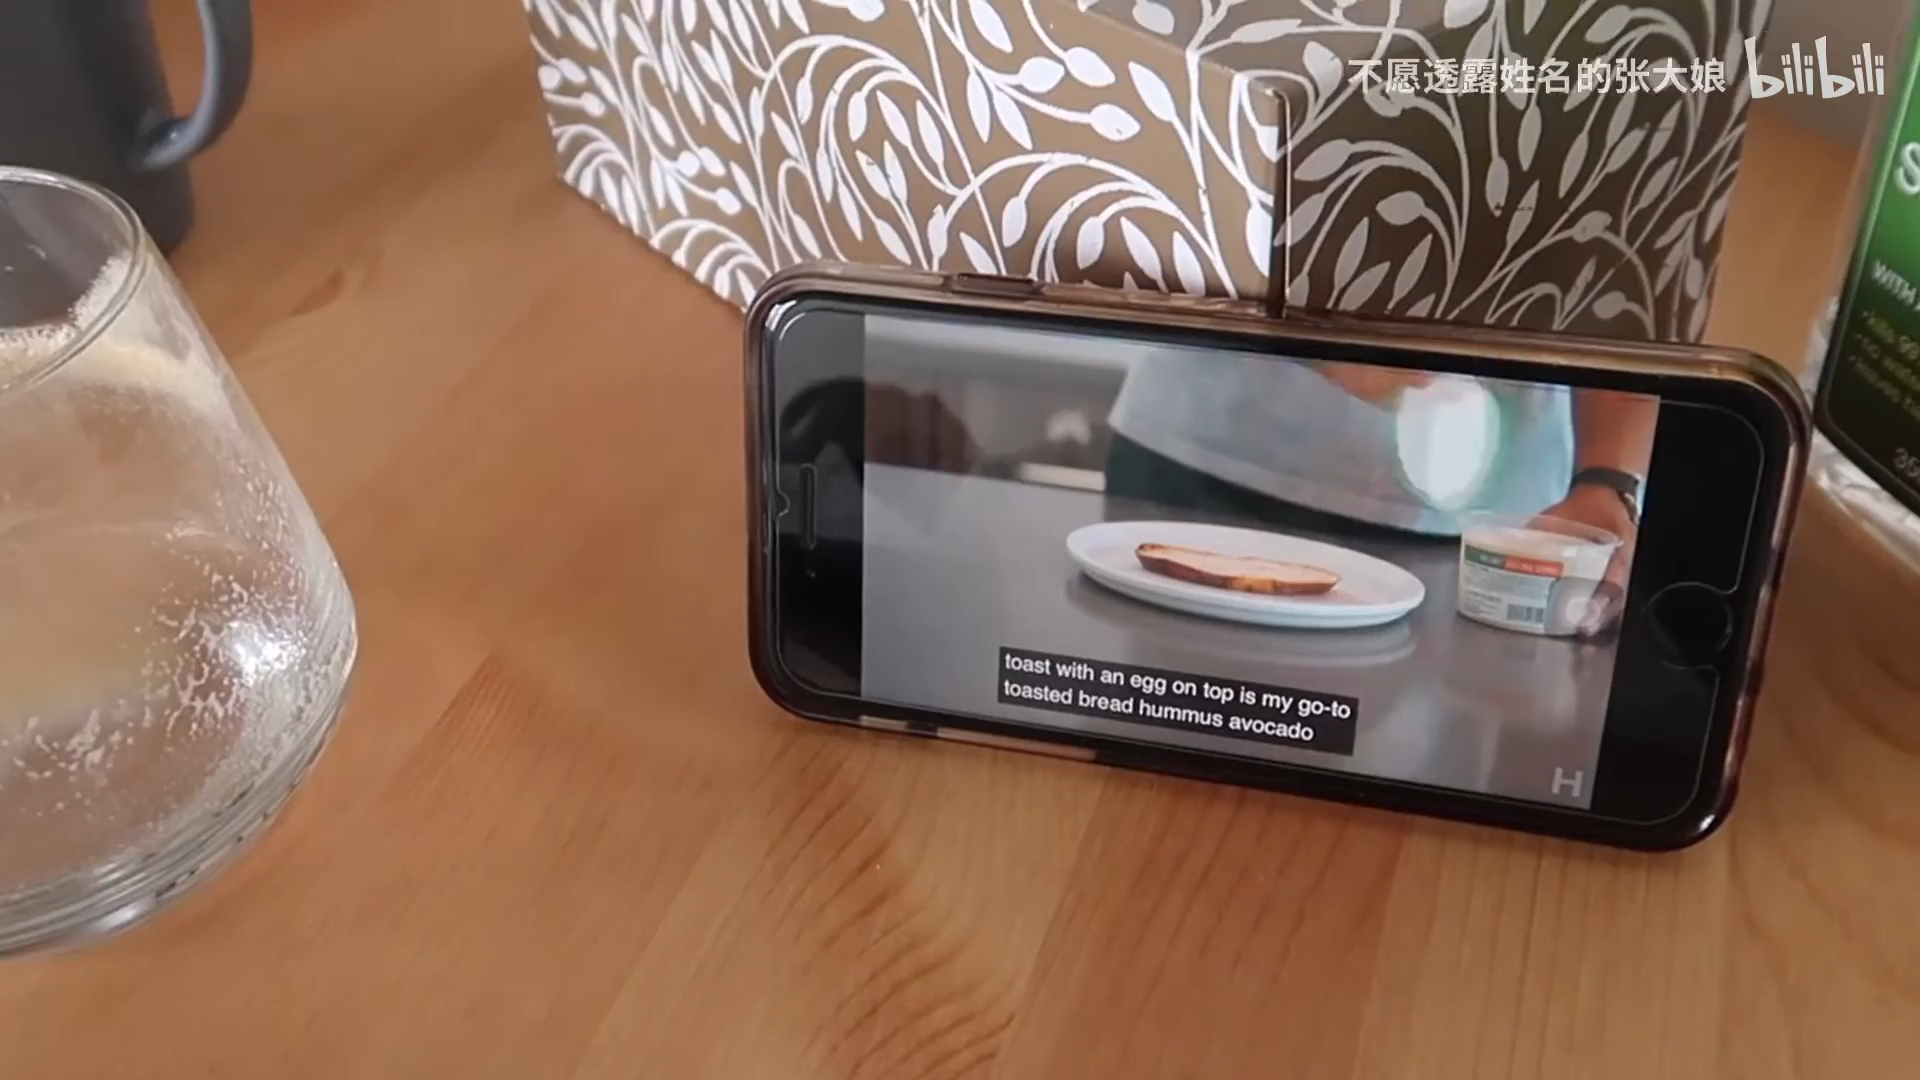 不愿透露姓名的张大娘 bilibili
WITH
toast with an egg on top is my go-to
toasted bread hummus avocado
H